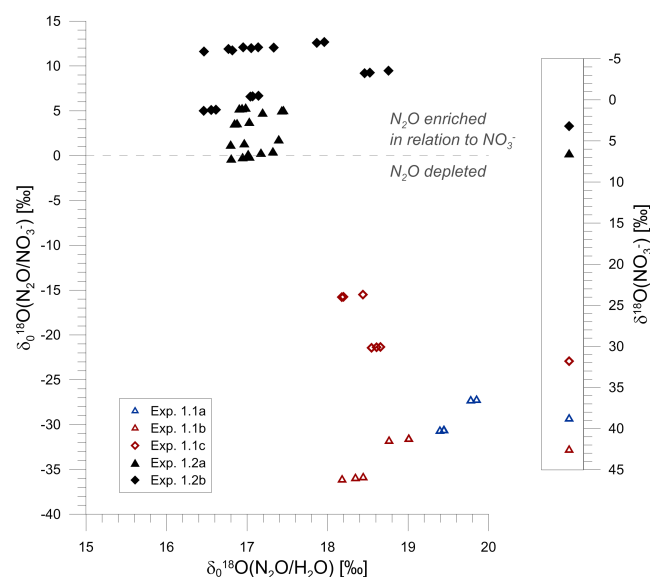 15
10
5
0
-5
-10
-15
-20
-25
-30
-35
-40
δ₀¹⁸O(N₂O/NO₃⁻) [‰]
N₂O enriched
in relation to NO₃⁻
N₂O depleted
Exp. 1.1a
Exp. 1.1b
Exp. 1.1c
Exp. 1.2a
Exp. 1.2b
15 16 17 18 19 20
δ₀¹⁸O(N₂O/H₂O) [‰]
-5
0
5
10
15
20
25
30
35
40
45
δ¹⁸O(NO₃⁻) [‰]